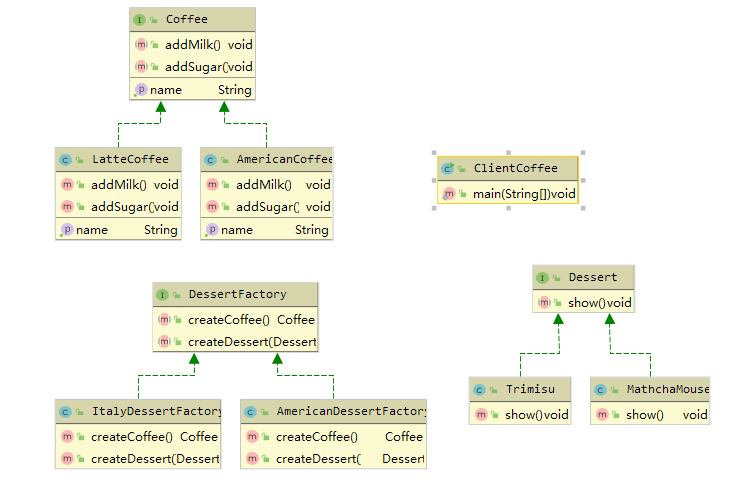 Coffee
addMilk() void
addSugar( void
name String
LatteCoffee
addMilk() void
addSugar( void
name String
AmericanCoffee
addMilk() void
addSugar( void
name String
ClientCoffee
main(String[]) void
DessertFactory
createCoffee() Coffee
createDessert( Dessert
ItalyDessertFactory
createCoffee() Coffee
createDessert( Dessert
AmericanDessertFactory
createCoffee() Coffee
createDessert( Dessert
Dessert
show() void
Trimisu
show() void
MathchaMouse
show() void